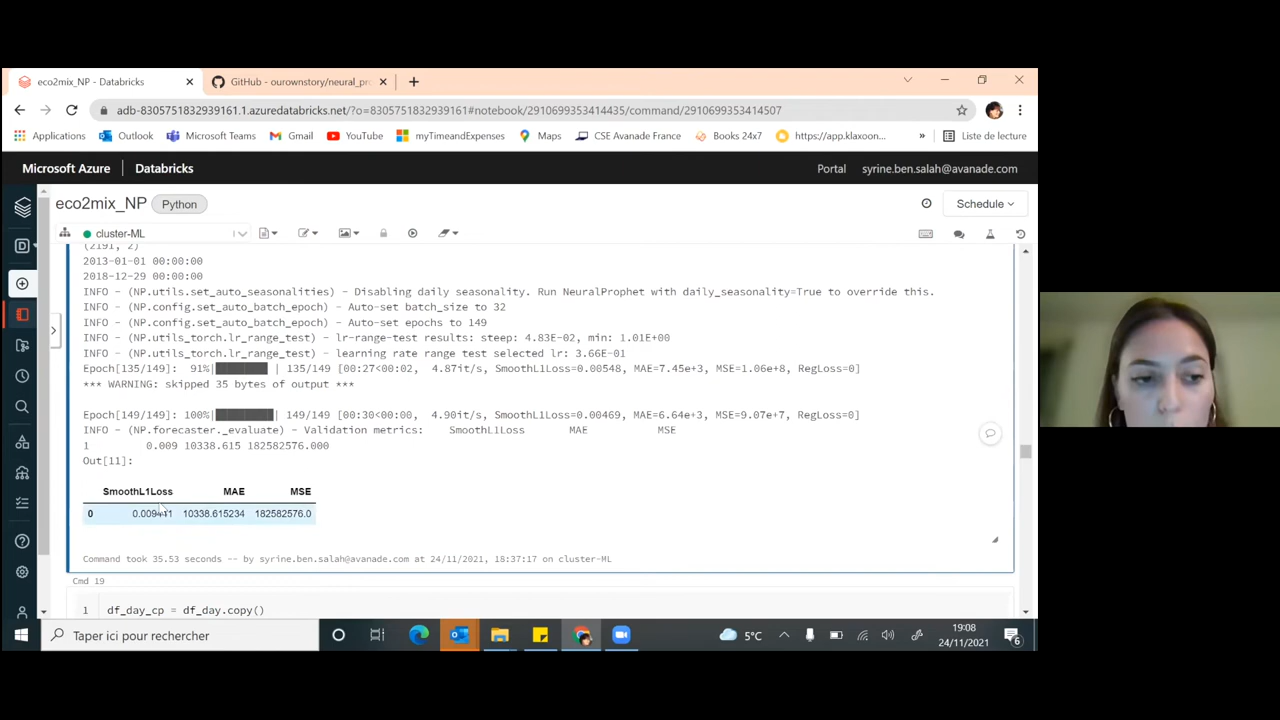 eco2mix_NP - Databricks
GitHub - ourownstory/neural_pr
adb-8305751832939161.1.azuredatabricks.net/?o=8305751832939161#notebook/2910699353414435/command/2910699353414507
Applications Outlook Microsoft Teams Gmail YouTube myTimeandExpenses Maps CSE Avanade France Books 24x7 https://app.klaxoon... » Liste de lecture
Microsoft Azure Databricks Portal syrine.ben.salah@avanade.com
eco2mix_NP Python Schedule
D cluster-ML
(2191, 2)
2013-01-01 00:00:00
2018-12-29 00:00:00
INFO - (NP.utils.set_auto_seasonalities) - Disabling daily seasonality. Run NeuralProphet with daily_seasonality=True to override this.
INFO - (NP.config.set_auto_batch_epoch) - Auto-set batch_size to 32
INFO - (NP.config.set_auto_batch_epoch) - Auto-set epochs to 149
INFO - (NP.utils_torch.lr_range_test) - lr-range-test results: steep: 4.83E-02, min: 1.01E+00
INFO - (NP.utils_torch.lr_range_test) - learning rate range test selected lr: 3.66E-01
Epoch[135/149]: 91%| | 135/149 [00:27<00:02, 4.87it/s, SmoothL1Loss=0.00548, MAE=7.45e+3, MSE=1.06e+8, RegLoss=0]
*** WARNING: skipped 35 bytes of output ***
Epoch[149/149]: 100%| | 149/149 [00:30<00:00, 4.90it/s, SmoothL1Loss=0.00469, MAE=6.64e+3, MSE=9.07e+7, RegLoss=0]
INFO - (NP.forecaster._evaluate) - Validation metrics: SmoothL1Loss MAE MSE
1 0.009 10338.615 182582576.000
Out[11]:
SmoothL1Loss MAE MSE
0 10338.615234 182582576.0
Command took 35.53 seconds -- by syrine.ben.salah@avanade.com at 24/11/2021, 18:37:17 on cluster-ML
Cmd 19
1 df_day_cp = df_day.copy()
Taper ici pour rechercher
5°C
19:08
24/11/2021
6